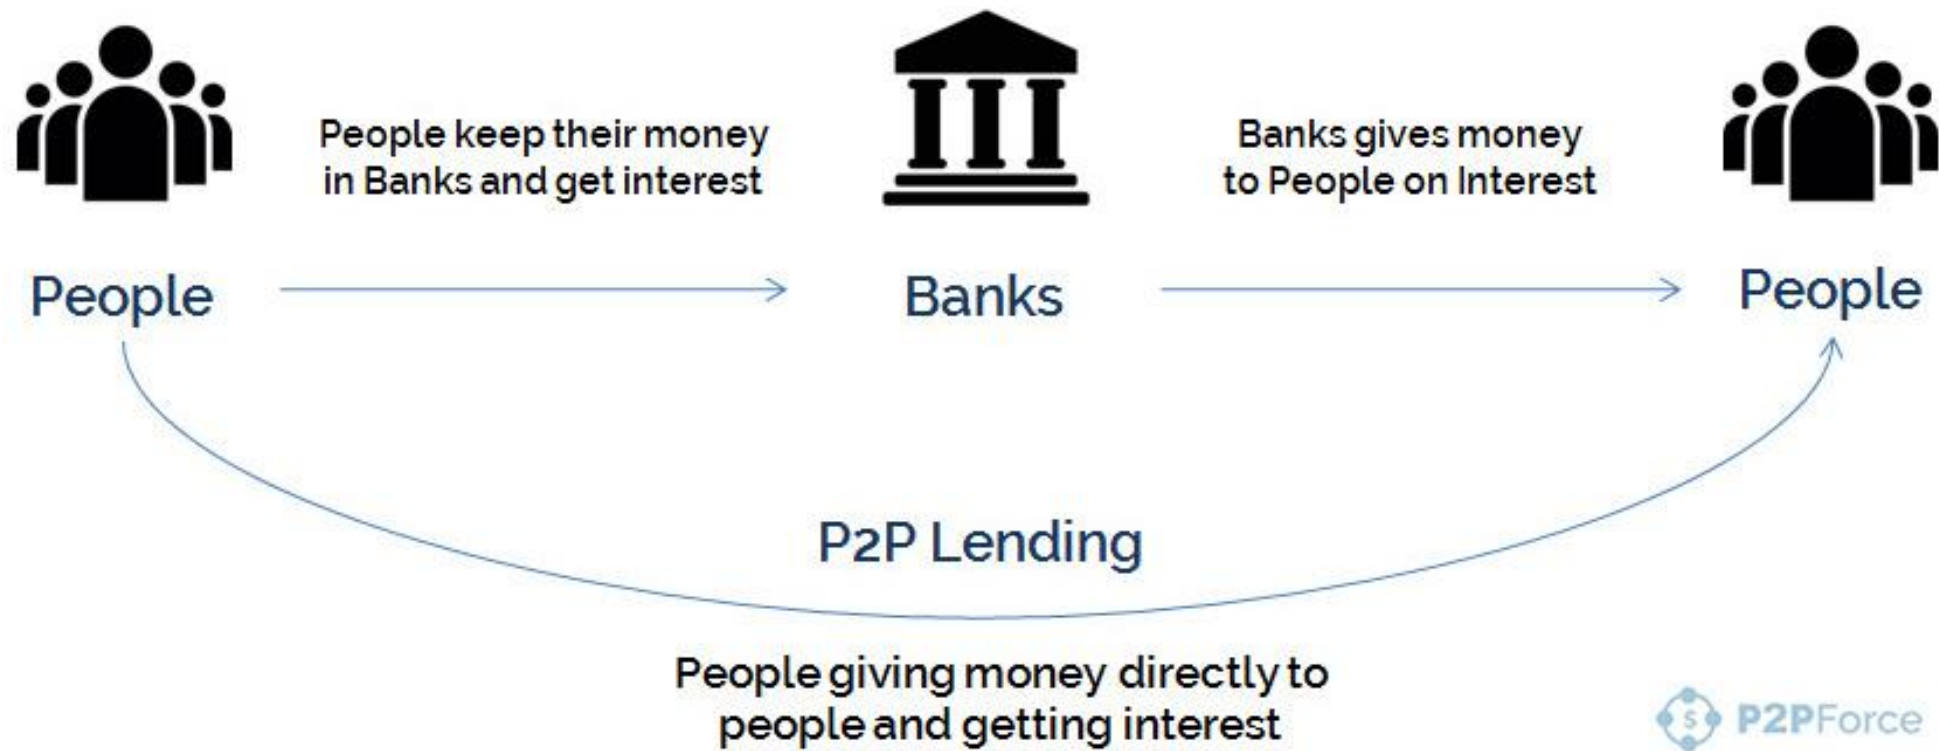 People keep their money
in Banks and get interest
Banks gives money
to People on Interest
People
Banks
People
P2P Lending
People giving money directly to
people and getting interest
S
P2PForce